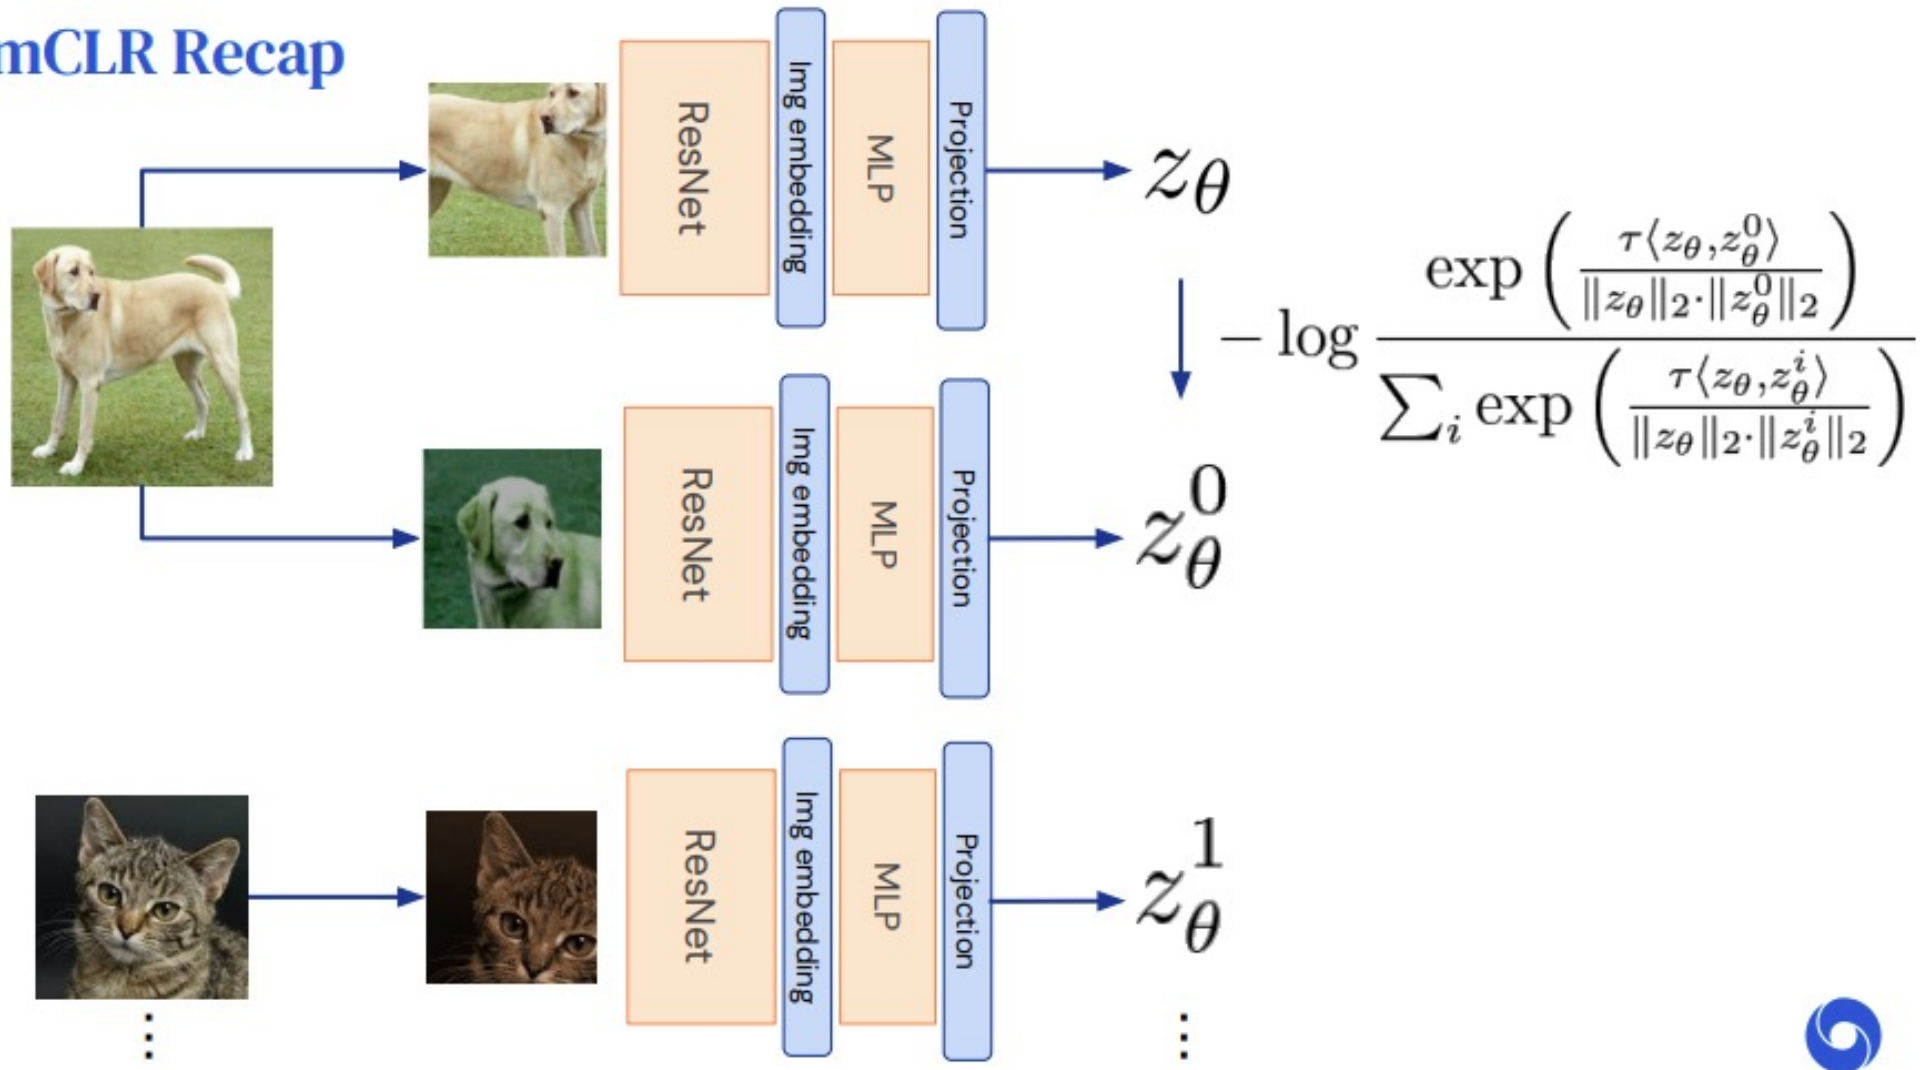 mCLR Recap
ResNet
Img embedding
MLP
Projection
z_θ
− log exp ( τ⟨z_θ, z_θ^0⟩ / ‖z_θ‖_2·‖z_θ^0‖_2 ) / ∑_i exp ( τ⟨z_θ, z_θ^i⟩ / ‖z_θ‖_2·‖z_θ^i‖_2 )
ResNet
Img embedding
MLP
Projection
z_θ^0
ResNet
Img embedding
MLP
Projection
z_θ^1
⋮
⋮